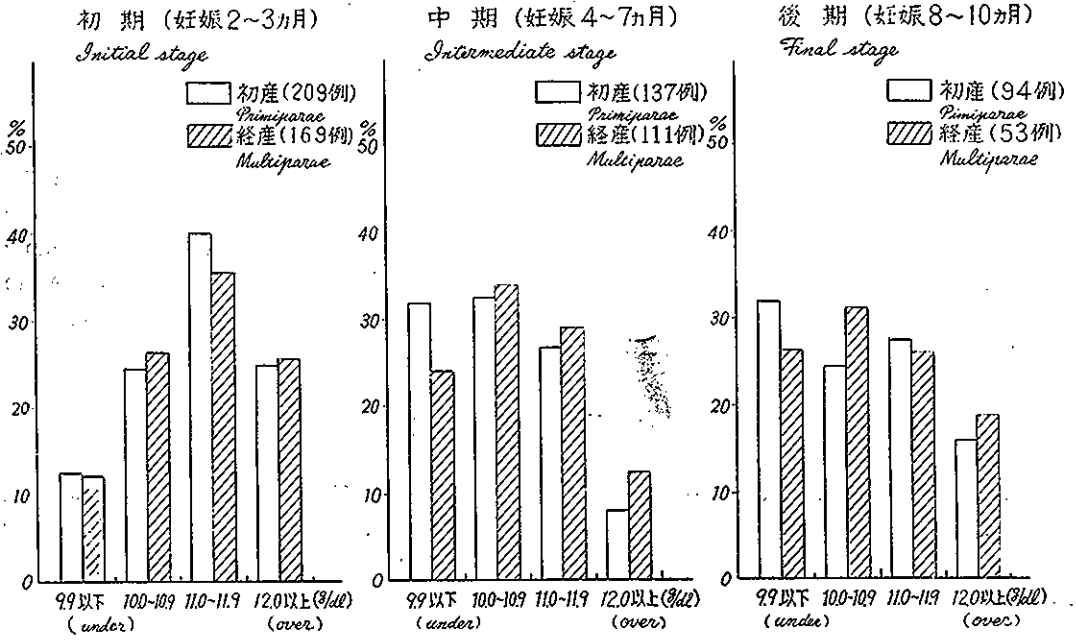 初期 (妊娠2~3ヵ月)
Initial stage
初産(209例)
Primiparae
経産(169例)
Multiparae
%
50
40
30
20
10
0
9.9以下 10.0~10.9 11.0~11.9 12.0以上(g/dl)
(under) (over)
中期 (妊娠4~7ヵ月)
Intermediate stage
初産(137例)
Primiparae
経産(111例)
Multiparae
%
50
40
30
20
10
0
9.9以下 10.0~10.9 11.0~11.9 12.0以上(g/dl)
(under) (over)
後期 (妊娠8~10ヵ月)
Final stage
初産(94例)
Pimiparae
経産(53例)
Multiparae
%
50
40
30
20
10
0
9.9以下 10.0~10.9 11.0~11.9 12.0以上(g/dl)
(under) (over)